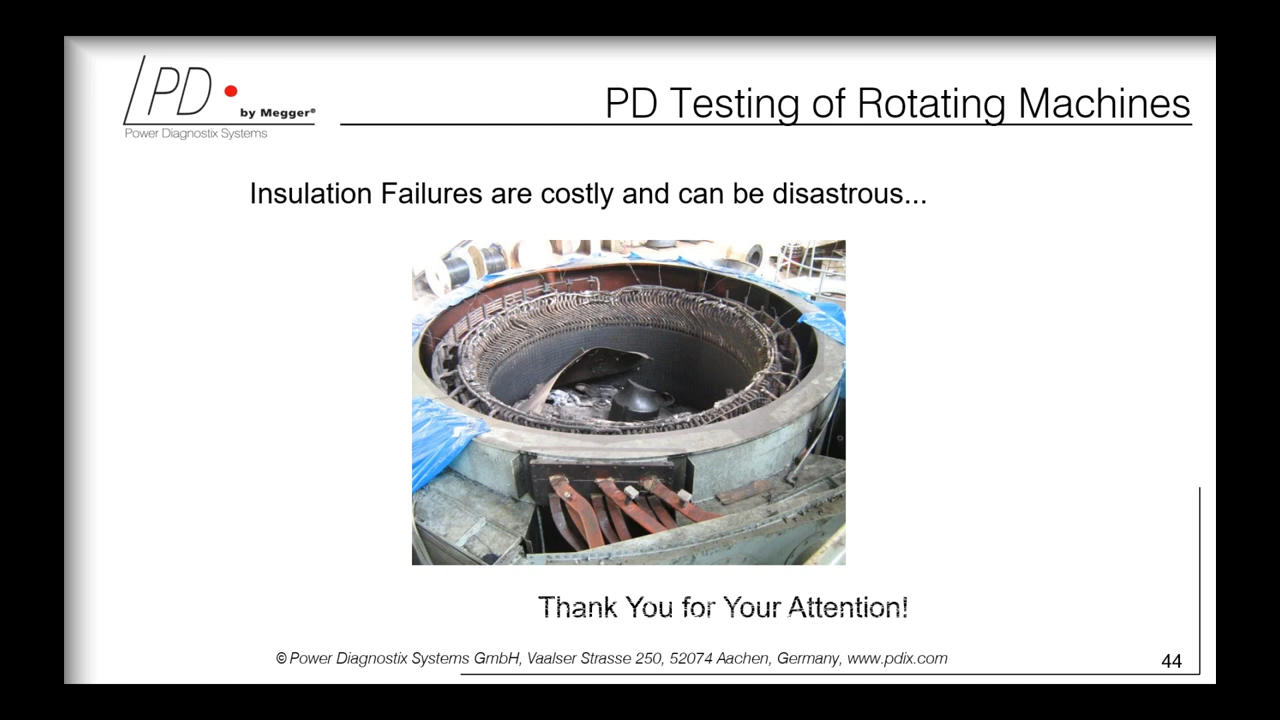 PD
by Megger®
Power Diagnostix Systems
PD Testing of Rotating Machines
Insulation Failures are costly and can be disastrous...
Thank You for Your Attention!
© Power Diagnostix Systems GmbH, Vaalser Strasse 250, 52074 Aachen, Germany, www.pdix.com
44